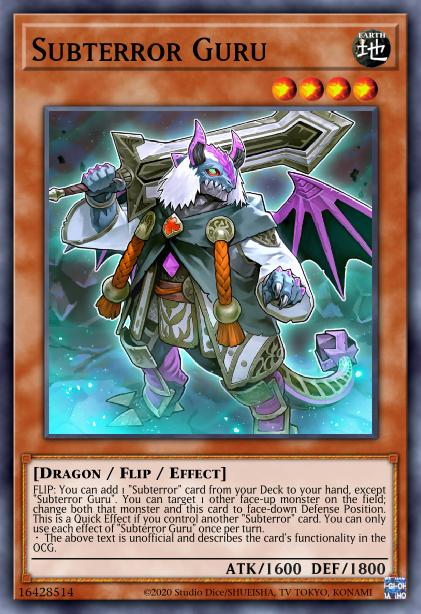 SUBTERROR GURU
EARTH
地
[DRAGON / FLIP / EFFECT]
FLIP: You can add 1 "Subterror" card from your Deck to your hand, except
"Subterror Guru". You can target 1 other face-up monster on the field;
change both that monster and this card to face-down Defense Position.
This is a Quick Effect if you control another "Subterror" card. You can only
use each effect of "Subterror Guru" once per turn.
· The above text is unofficial and describes the card's functionality in the
OCG.
ATK/1600 DEF/1800
16428514
©2020 Studio Dice/SHUEISHA, TV TOKYO, KONAMI